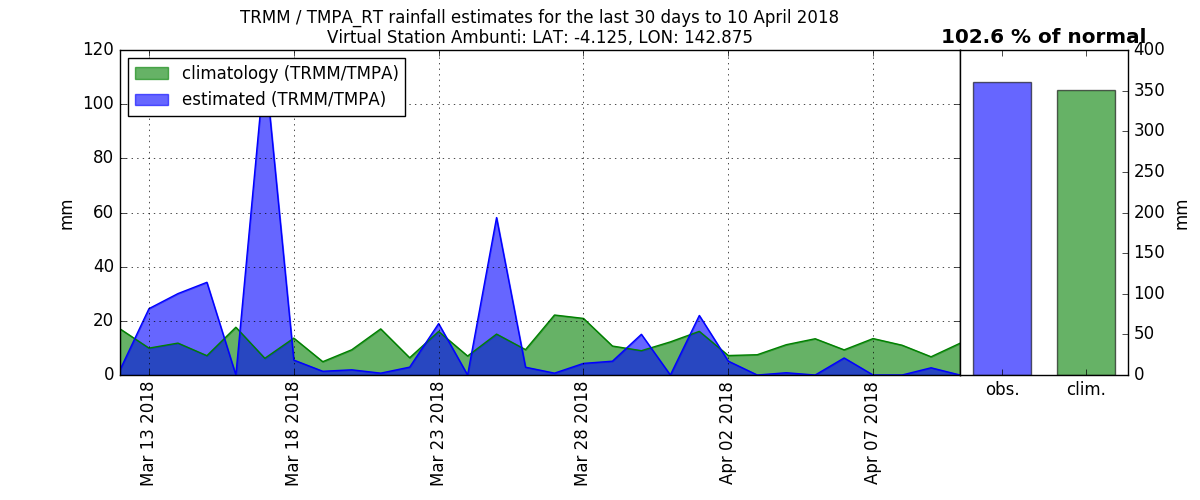 TRMM / TMPA_RT rainfall estimates for the last 30 days to 10 April 2018
Virtual Station Ambunti: LAT: -4.125, LON: 142.875
102.6 % of normal
climatology (TRMM/TMPA)
estimated (TRMM/TMPA)
mm
120
100
80
60
40
20
0
Mar 13 2018
Mar 18 2018
Mar 23 2018
Mar 28 2018
Apr 02 2018
Apr 07 2018
obs.
clim.
400
350
300
250
200
150
100
50
0
mm